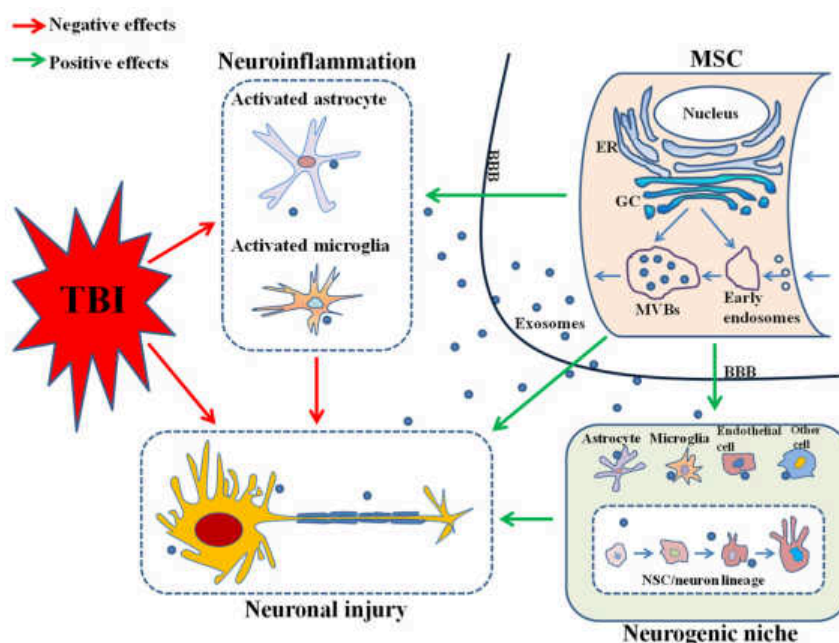 Negative effects
Positive effects
Neuroinflammation
Activated astrocyte
Activated microglia
TBI
MSC
Nucleus
ER
GC
MVBs
Early
endosomes
BBB
Exosomes
BBB
Astrocyte
Microglia
Endothelial
cell
Other
cell
NSC/neuron lineage
Neuronal injury
Neurogenic niche